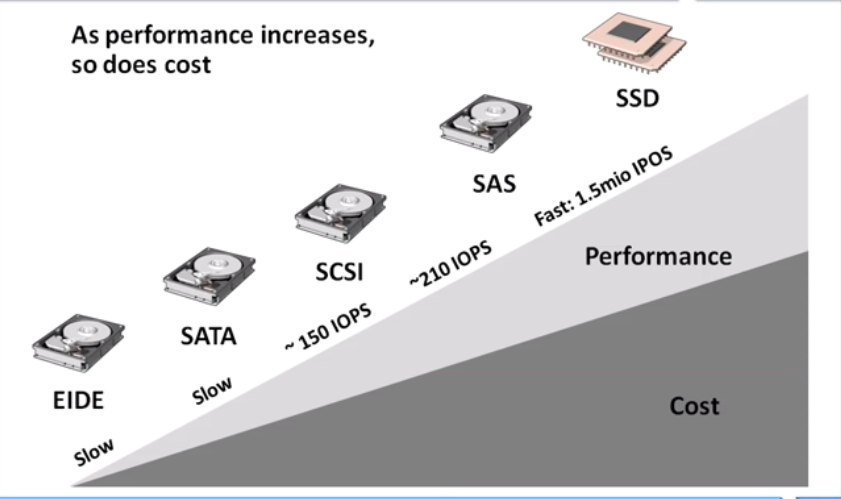 As performance increases,
so does cost
SSD
SAS
Fast: 1.5mio IPOS
SCSI
~210 IOPS
Performance
SATA
~ 150 IOPS
EIDE
Slow
Cost
Slow